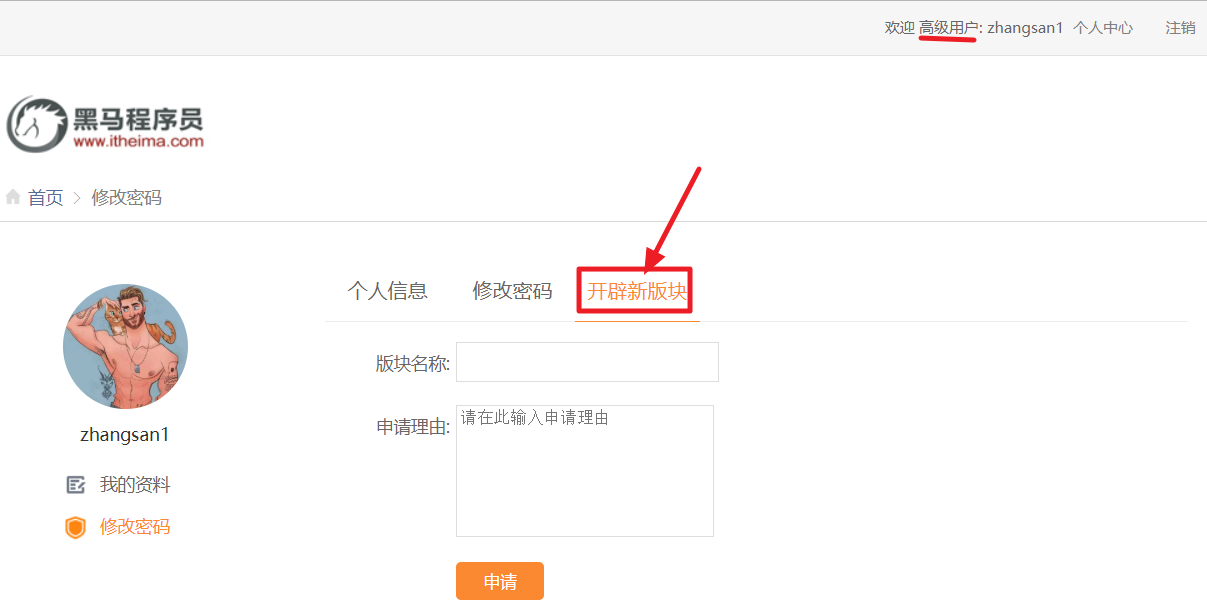 欢迎 高级用户: zhangsan1 个人中心 注销
黑马程序员
www.itheima.com
首页 > 修改密码
个人信息 修改密码 开辟新版块
版块名称:
申请理由: 请在此输入申请理由
zhangsan1
我的资料
修改密码
申请